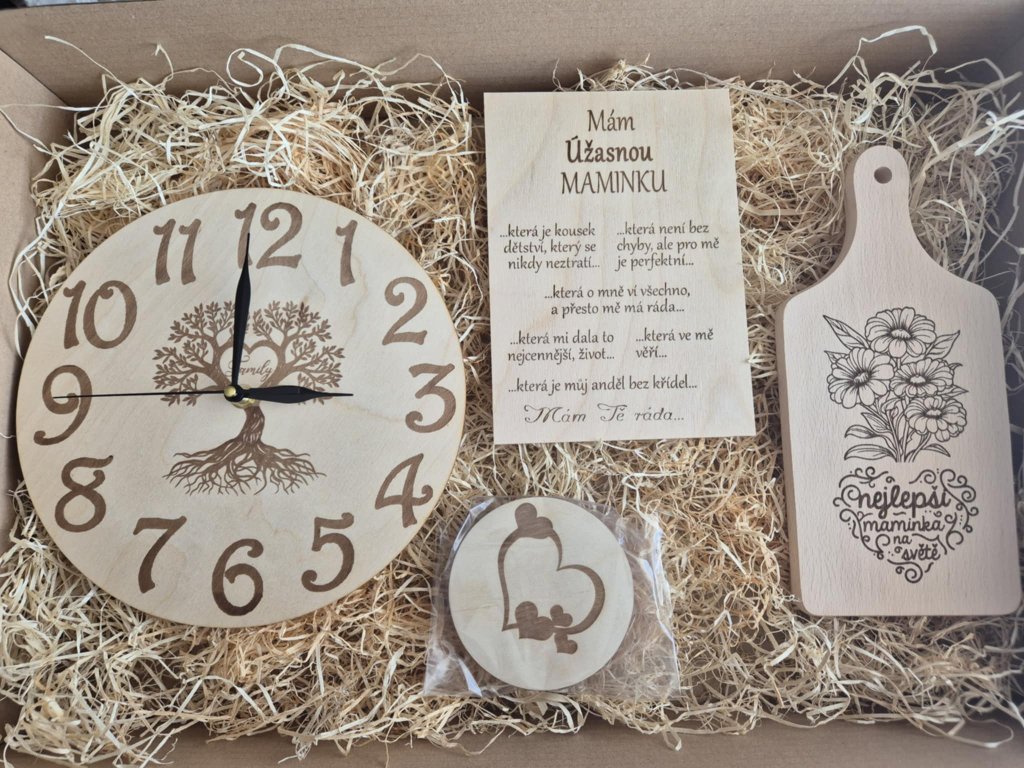 12
1
2
3
4
5
6
7
8
9
10
11
Family
Mám
Úžasnou
MAMINKU
...která je kousek
dětství, který se
nikdy neztratí...
...která není bez
chyby, ale pro mě
je perfektní...
...která o mně ví všechno,
a přesto mě má ráda...
...která mi dala to
nejcennější, život...
...která ve mě
věří...
...která je můj anděl bez křídel...
Mám Tě ráda...
nejlepší
maminka
na
světě